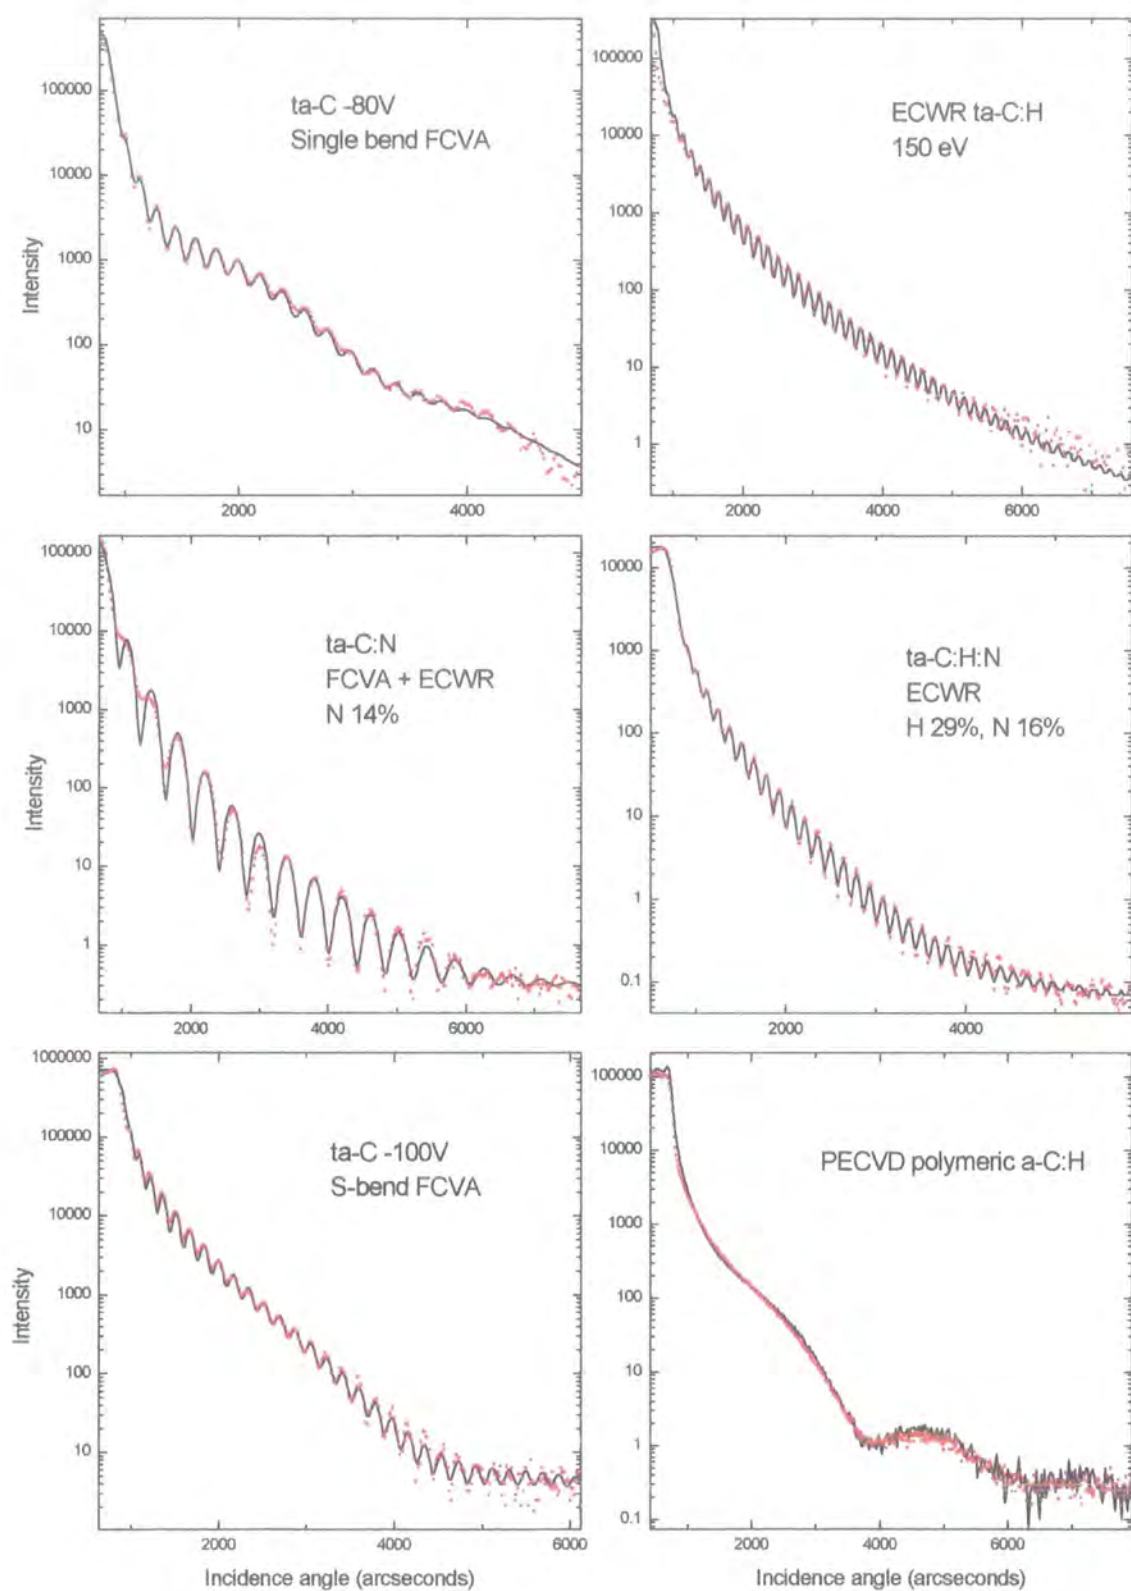 100000
10000
1000
100
10
Intensity
ta-C -80V
Single bend FCVA
2000
4000
100000
10000
1000
100
10
1
ECWR ta-C:H
150 eV
2000
4000
6000
100000
10000
1000
100
10
1
Intensity
ta-C:N
FCVA + ECWR
N 14%
2000
4000
6000
10000
1000
100
10
1
0.1
ta-C:H:N
ECWR
H 29%, N 16%
2000
4000
1000000
100000
10000
1000
100
10
Intensity
ta-C -100V
S-bend FCVA
2000
4000
6000
Incidence angle (arcseconds)
100000
10000
1000
100
10
1
0.1
PECVD polymeric a-C:H
2000
4000
6000
Incidence angle (arcseconds)